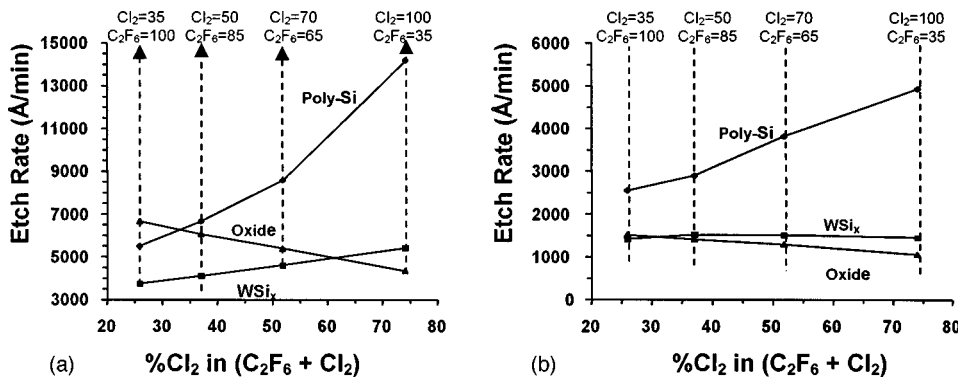 Cl₂=35 Cl₂=50 Cl₂=70 Cl₂=100
C₂F₆=100 C₂F₆=85 C₂F₆=65 C₂F₆=35
15000
13000
11000
9000
7000
5000
3000
Etch Rate (Å/min)
Poly-Si
Oxide
WSiₓ
20 30 40 50 60 70 80
(a) %Cl₂ in (C₂F₆ + Cl₂)
Cl₂=35 Cl₂=50 Cl₂=70 Cl₂=100
C₂F₆=100 C₂F₆=85 C₂F₆=65 C₂F₆=35
6000
5000
4000
3000
2000
1000
0
Etch Rate (Å/min)
Poly-Si
WSiₓ
Oxide
20 30 40 50 60 70 80
(b) %Cl₂ in (C₂F₆ + Cl₂)